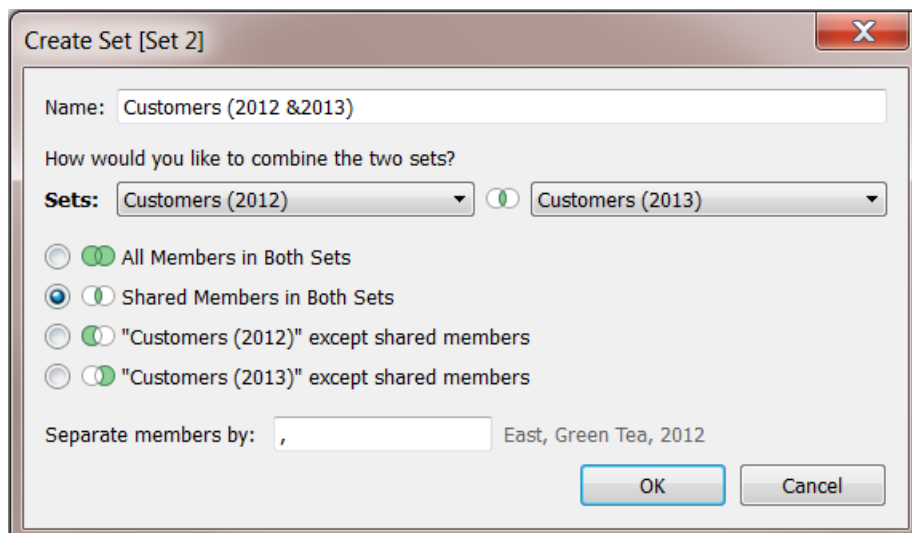 Create Set [Set 2]
Name: Customers (2012 &2013)
How would you like to combine the two sets?
Sets: Customers (2012) Customers (2013)
All Members in Both Sets
Shared Members in Both Sets
"Customers (2012)" except shared members
"Customers (2013)" except shared members
Separate members by: , East, Green Tea, 2012
OK Cancel